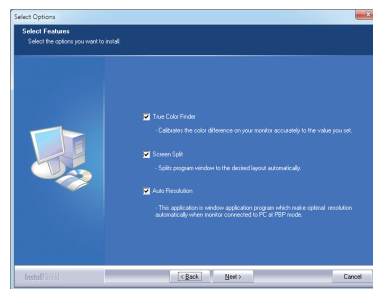 Select Options
Select Features
Select the options you want to install.
True Color Finder
- Calibrates the color difference on your monitor accurately to the value you set.
Screen Split
- Splits program window to the desired layout automatically.
Auto Resolution
- This application is window application program which make optimal resolution
automatically when monitor connected to PC at PBP mode.
InstallShield
< Back
Next >
Cancel